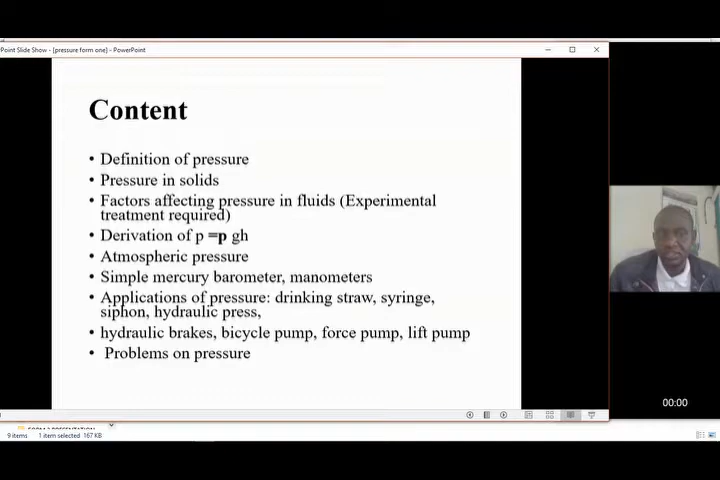 Point Slide Show - [pressure form one] - PowerPoint
Content
• Definition of pressure
• Pressure in solids
• Factors affecting pressure in fluids (Experimental
treatment required)
• Derivation of p =p gh
• Atmospheric pressure
• Simple mercury barometer, manometers
• Applications of pressure: drinking straw, syringe,
siphon, hydraulic press,
• hydraulic brakes, bicycle pump, force pump, lift pump
• Problems on pressure
00:00
9 items 1 item selected 167 KB